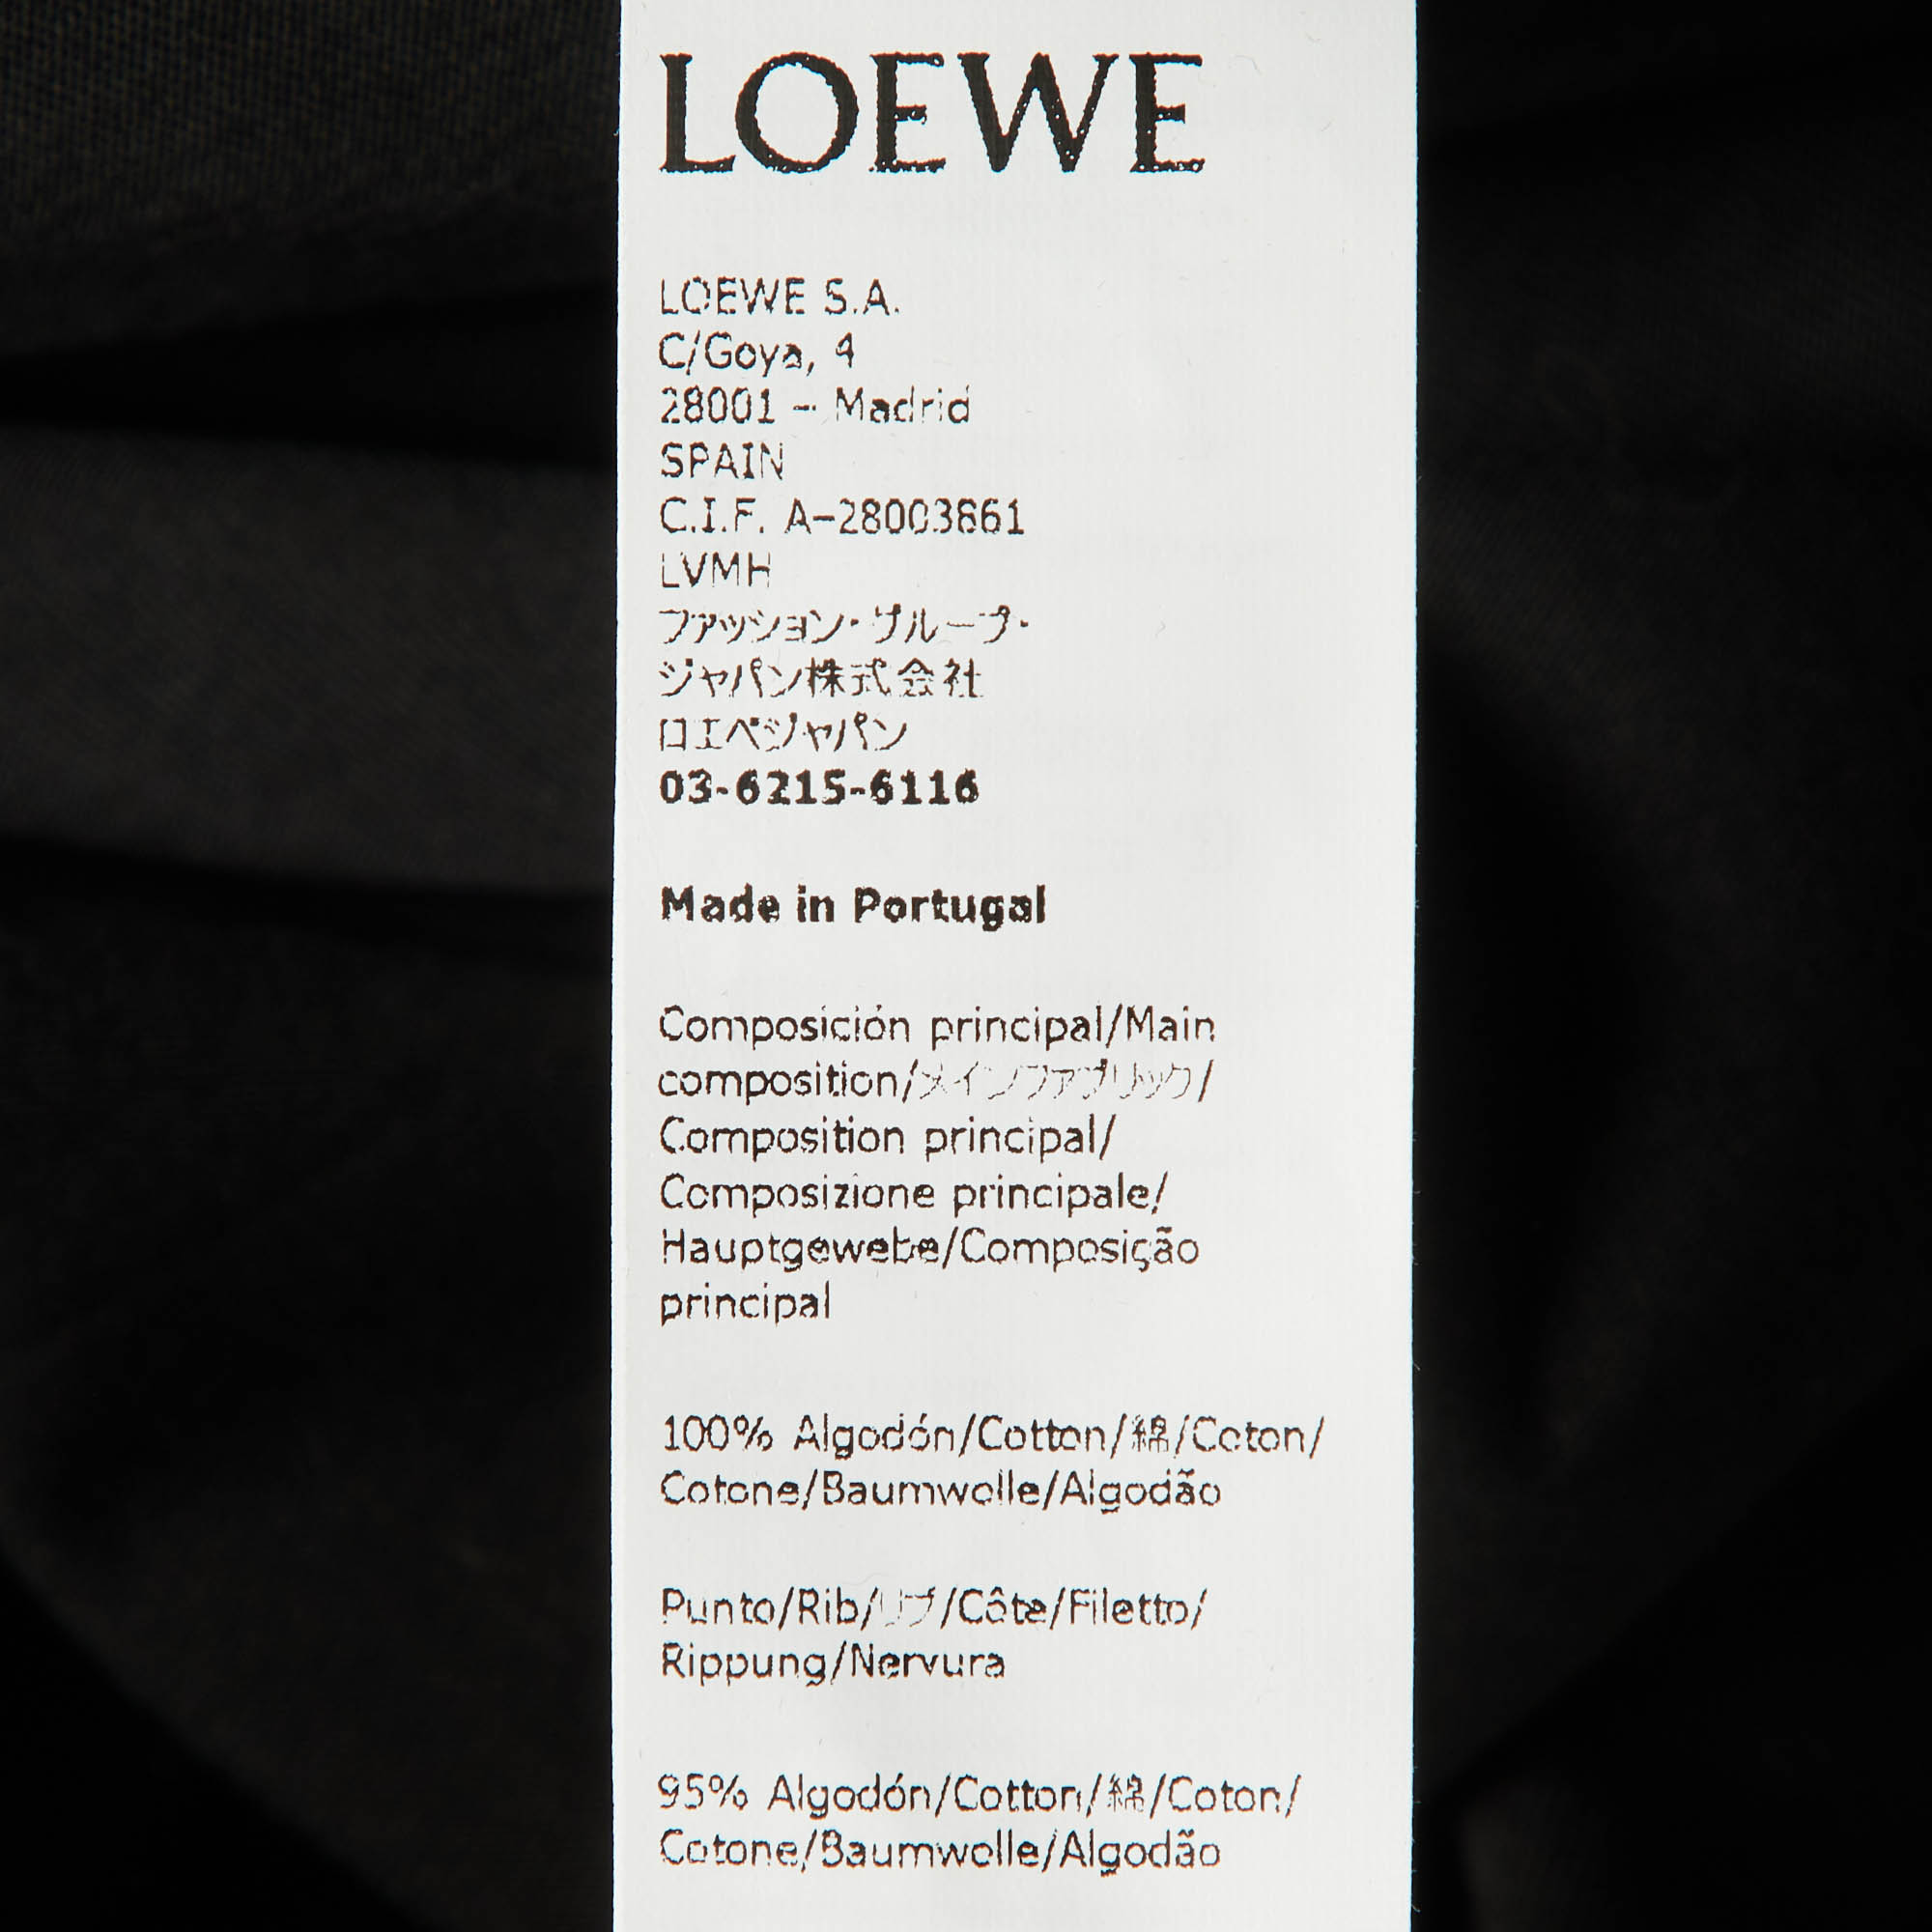 LOEWE
LOEWE S.A.
C/Goya, 4
28001 - Madrid
SPAIN
C.I.F. A-28003861
LVMH
ファッション・グループ・
ジャパン株式会社
ロエベジャパン
03-6215-6116
Made in Portugal
Composición principal/Main
composition/メインファブリック/
Composition principal/
Composizione principale/
Hauptgewebe/Composição
principal
100% Algodón/Cotton/綿/Coton/
Cotone/Baumwolle/Algodão
Punto/Rib/リブ/Côte/Filetto/
Rippung/Nervura
95% Algodón/Cotton/綿/Coton/
Cotone/Baumwolle/Algodão